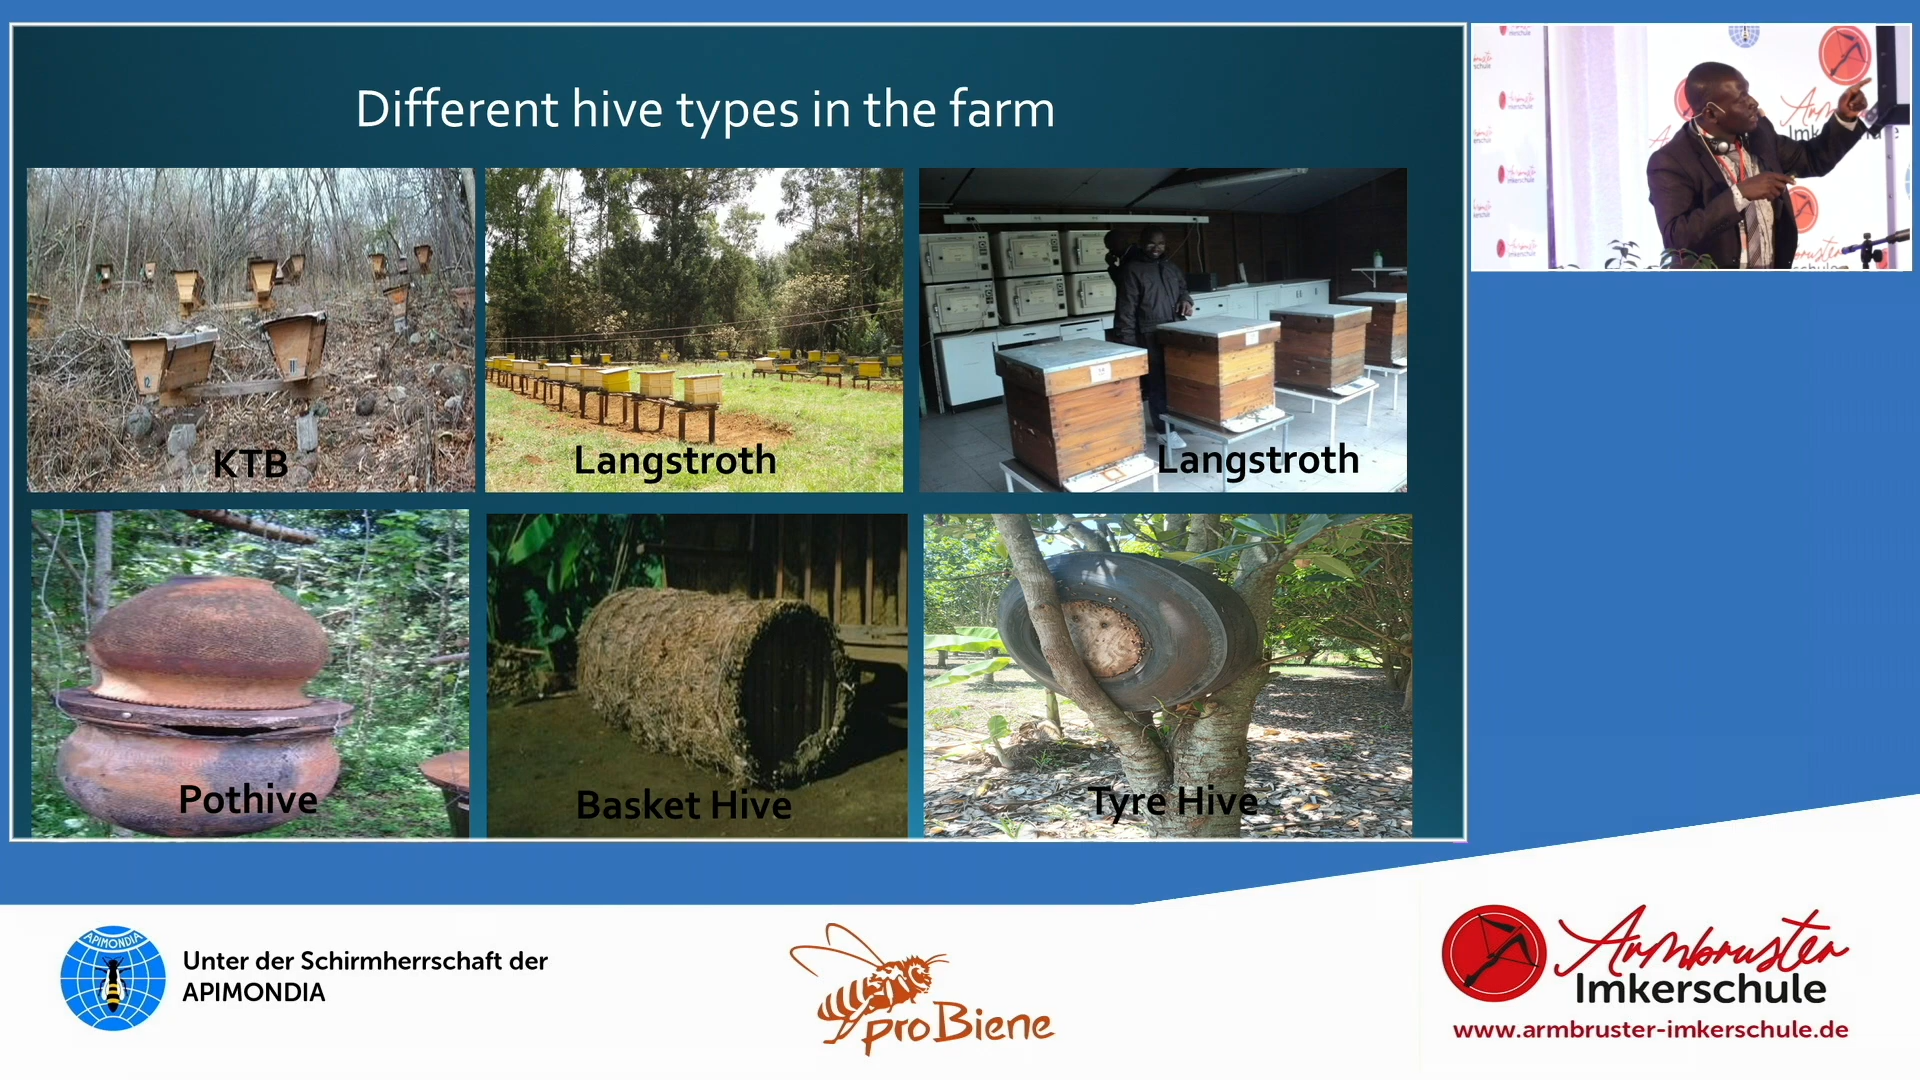 Different hive types in the farm
KTB
Langstroth
Langstroth
Pothive
Basket Hive
Tyre Hive
APIMONDIA
Unter der Schirmherrschaft der
APIMONDIA
proBiene
Armbruster
Imkerschule
www.armbruster-imkerschule.de